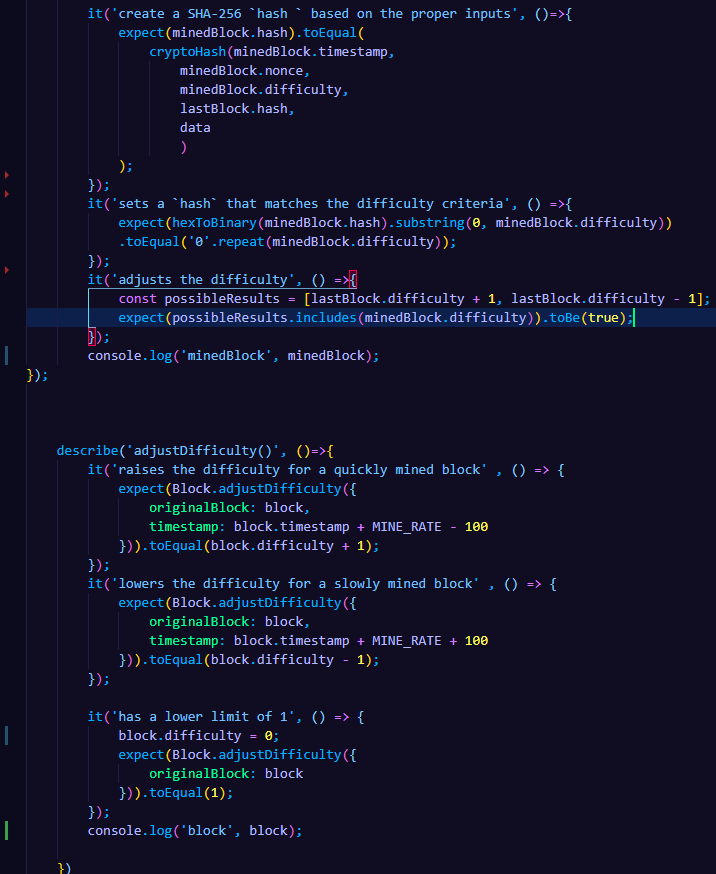 it('create a SHA-256 `hash ` based on the proper inputs', ()=>{
expect(minedBlock.hash).toEqual(
cryptoHash(minedBlock.timestamp,
minedBlock.nonce,
minedBlock.difficulty,
lastBlock.hash,
data
)
);
});
it('sets a `hash` that matches the difficulty criteria', () =>{
expect(hexToBinary(minedBlock.hash).substring(0, minedBlock.difficulty))
.toEqual('0'.repeat(minedBlock.difficulty));
});
it('adjusts the difficulty', () =>{
const possibleResults = [lastBlock.difficulty + 1, lastBlock.difficulty - 1];
expect(possibleResults.includes(minedBlock.difficulty)).toBe(true);
});
console.log('minedBlock', minedBlock);
});
describe('adjustDifficulty()', ()=>{
it('raises the difficulty for a quickly mined block' , () => {
expect(Block.adjustDifficulty({
originalBlock: block,
timestamp: block.timestamp + MINE_RATE - 100
})).toEqual(block.difficulty + 1);
});
it('lowers the difficulty for a slowly mined block' , () => {
expect(Block.adjustDifficulty({
originalBlock: block,
timestamp: block.timestamp + MINE_RATE + 100
})).toEqual(block.difficulty - 1);
});
it('has a lower limit of 1', () => {
block.difficulty = 0;
expect(Block.adjustDifficulty({
originalBlock: block
})).toEqual(1);
});
console.log('block', block);
})